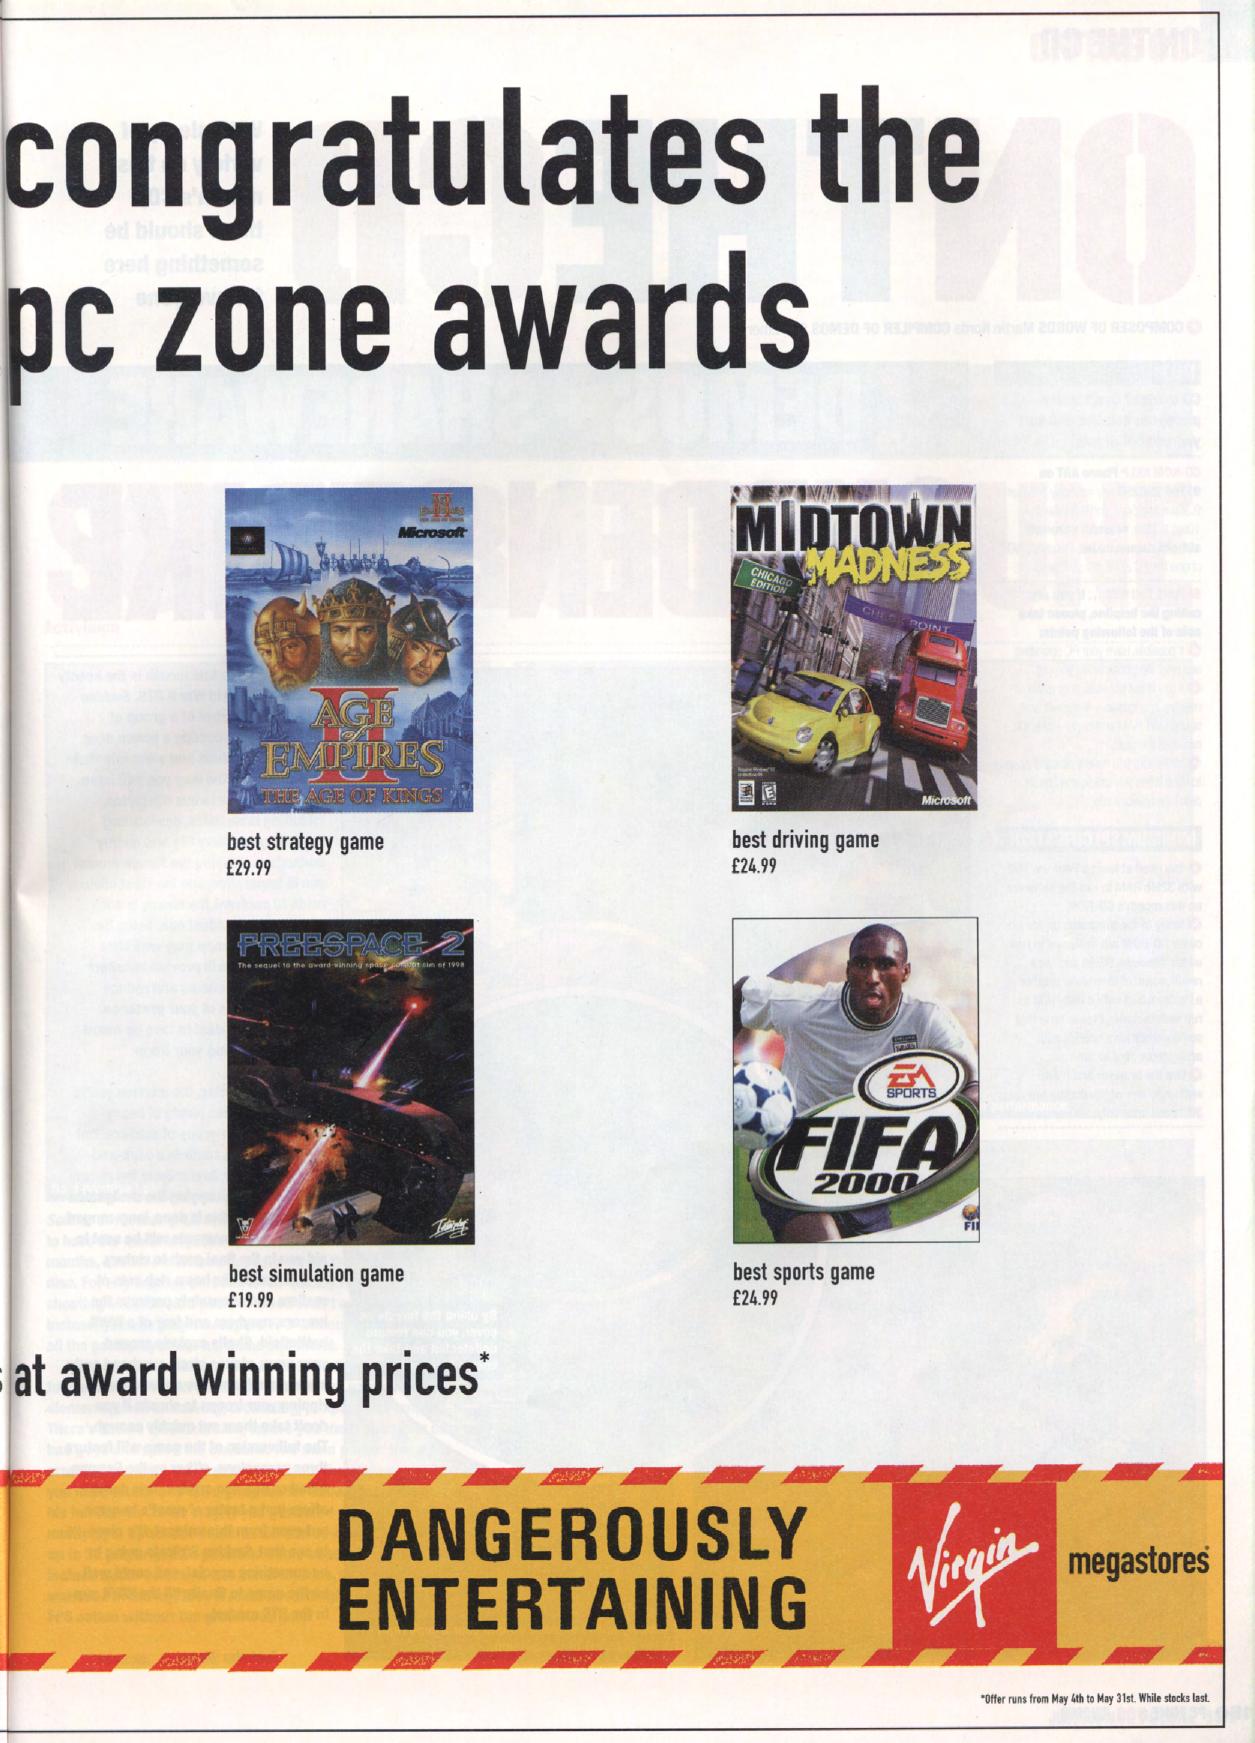 congratulates the
pc zone awards
Microsoft
AGE
of
EMPIRES
II
THE AGE OF KINGS
best strategy game
£29.99
MIDTOWN
MADNESS
CHICAGO
EDITION
CHECKPOINT
Microsoft
best driving game
£24.99
FREESPACE 2
The sequel to the award-winning space combat sim of 1998
Interplay
best simulation game
£19.99
EA
SPORTS
FIFA
2000
FI
best sports game
£24.99
s at award winning prices*
DANGEROUSLY
ENTERTAINING
Virgin
megastores
*Offer runs from May 4th to May 31st. While stocks last.